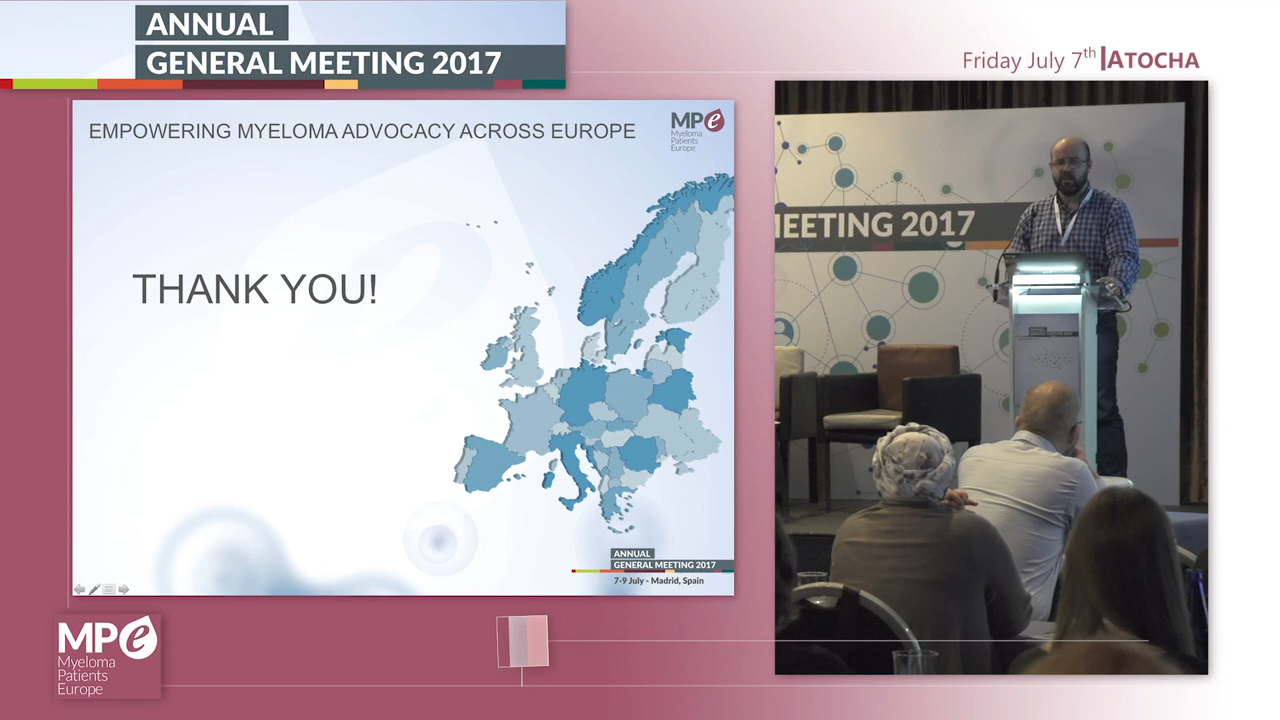 ANNUAL
GENERAL MEETING 2017
Friday July 7th ATOCHA
EMPOWERING MYELOMA ADVOCACY ACROSS EUROPE
MPe
Myeloma
Patients
Europe
THANK YOU!
ANNUAL
GENERAL MEETING 2017
7-9 July - Madrid, Spain
MEETING 2017
MPe
Myeloma
Patients
Europe